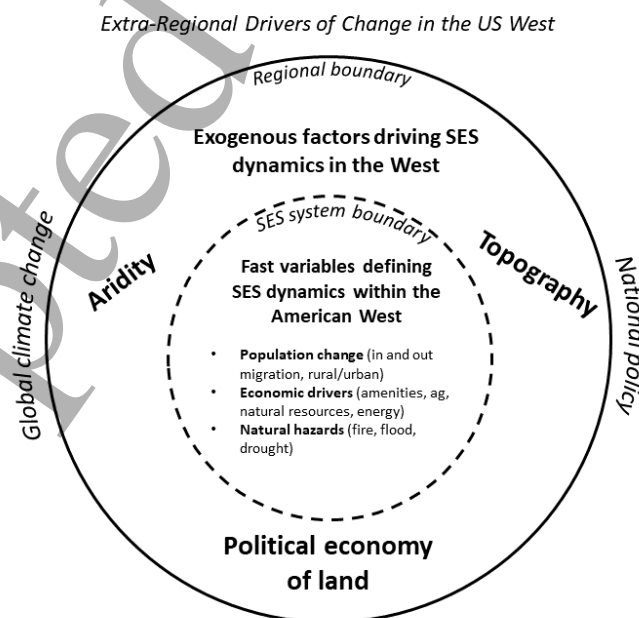 Extra-Regional Drivers of Change in the US West
Regional boundary
Exogenous factors driving SES
dynamics in the West
SES system boundary
Global climate change
Aridity
Topography
National policy
Fast variables defining
SES dynamics within the
American West
• Population change (in and out
migration, rural/urban)
• Economic drivers (amenities, ag,
natural resources, energy)
• Natural hazards (fire, flood,
drought)
Political economy
of land
pted